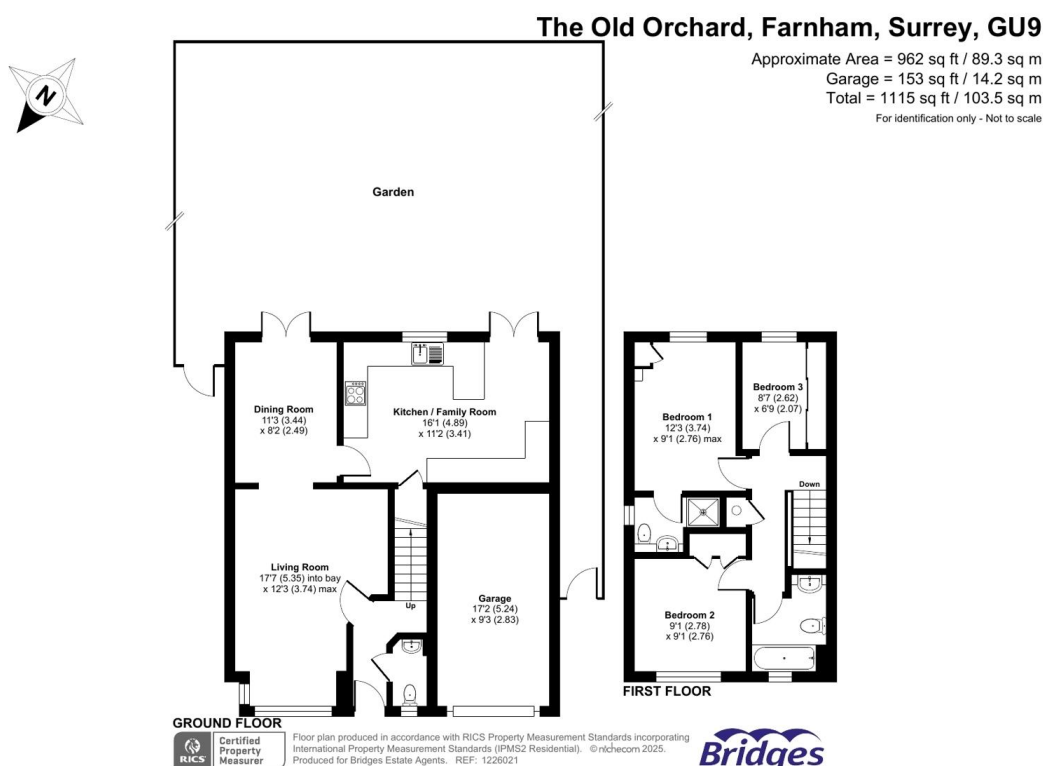 The Old Orchard, Farnham, Surrey, GU9
Approximate Area = 962 sq ft / 89.3 sq m
Garage = 153 sq ft / 14.2 sq m
Total = 1115 sq ft / 103.5 sq m
For identification only - Not to scale
N
Garden
Dining Room
11'3 (3.44)
x 8'2 (2.49)
Kitchen / Family Room
16'1 (4.89)
x 11'2 (3.41)
Living Room
17'7 (5.35) into bay
x 12'3 (3.74) max
Up
Garage
17'2 (5.24)
x 9'3 (2.83)
GROUND FLOOR
Bedroom 1
12'3 (3.74)
x 9'1 (2.76) max
Bedroom 3
8'7 (2.62)
x 6'9 (2.07)
Down
Bedroom 2
9'1 (2.78)
x 9'1 (2.76)
FIRST FLOOR
RICS
Certified
Property
Measurer
Floor plan produced in accordance with RICS Property Measurement Standards incorporating
International Property Measurement Standards (IPMS2 Residential). © nichecom 2025.
Produced for Bridges Estate Agents. REF: 1226021
Bridges